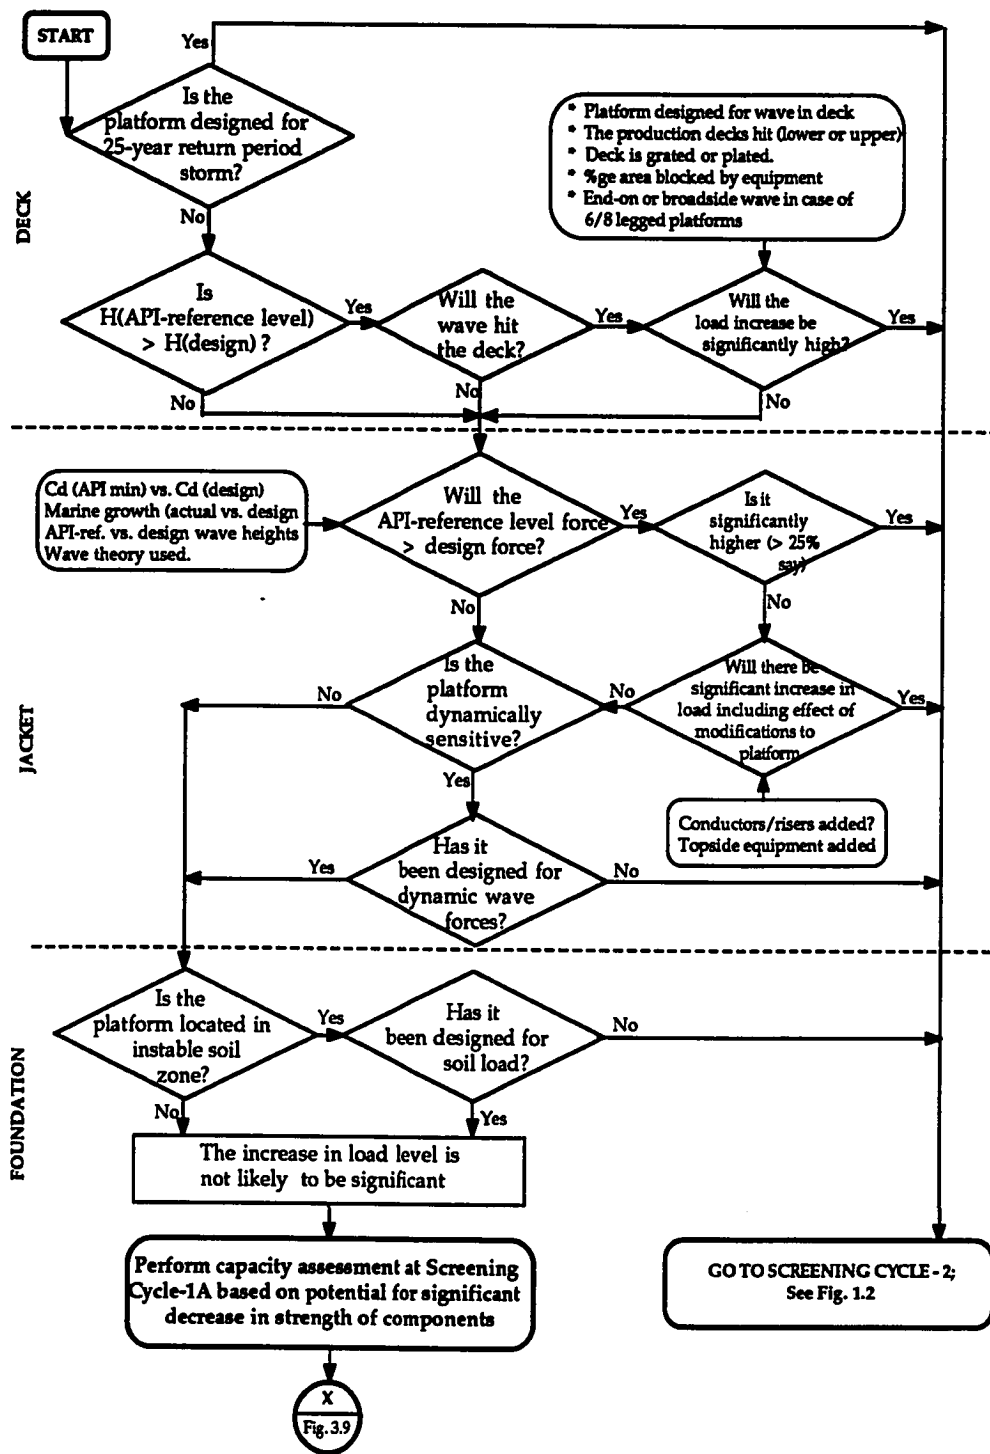 START
Yes
Is the
platform designed for
25-year return period
storm?
No
* Platform designed for wave in deck
* The production decks hit (lower or upper)
* Deck is grated or plated.
* %ge area blocked by equipment
* End-on or broadside wave in case of
6/8 legged platforms
DECK
Is
H(API-reference level)
> H(design) ?
Yes
No
Will the
wave hit
the deck?
Yes
No
Will the
load increase be
significantly high?
Yes
No
Cd (API min) vs. Cd (design)
Marine growth (actual vs. design
API-ref. vs. design wave heights
Wave theory used.
Will the
API-reference level force
> design force?
Yes
No
Is it
significantly
higher (> 25%
say)
Yes
No
JACKET
Is the
platform
dynamically
sensitive?
No
Yes
Will there be
significant increase in
load including effect of
modifications to
platform
No
Yes
Conductors/risers added?
Topside equipment added
Has it
been designed for
dynamic wave
forces?
Yes
No
FOUNDATION
Is the
platform located in
instable soil
zone?
Yes
No
Has it
been designed for
soil load?
No
Yes
The increase in load level is
not likely to be significant
Perform capacity assessment at Screening
Cycle-1A based on potential for significant
decrease in strength of components
GO TO SCREENING CYCLE - 2;
See Fig. 1.2
X
Fig. 3.9